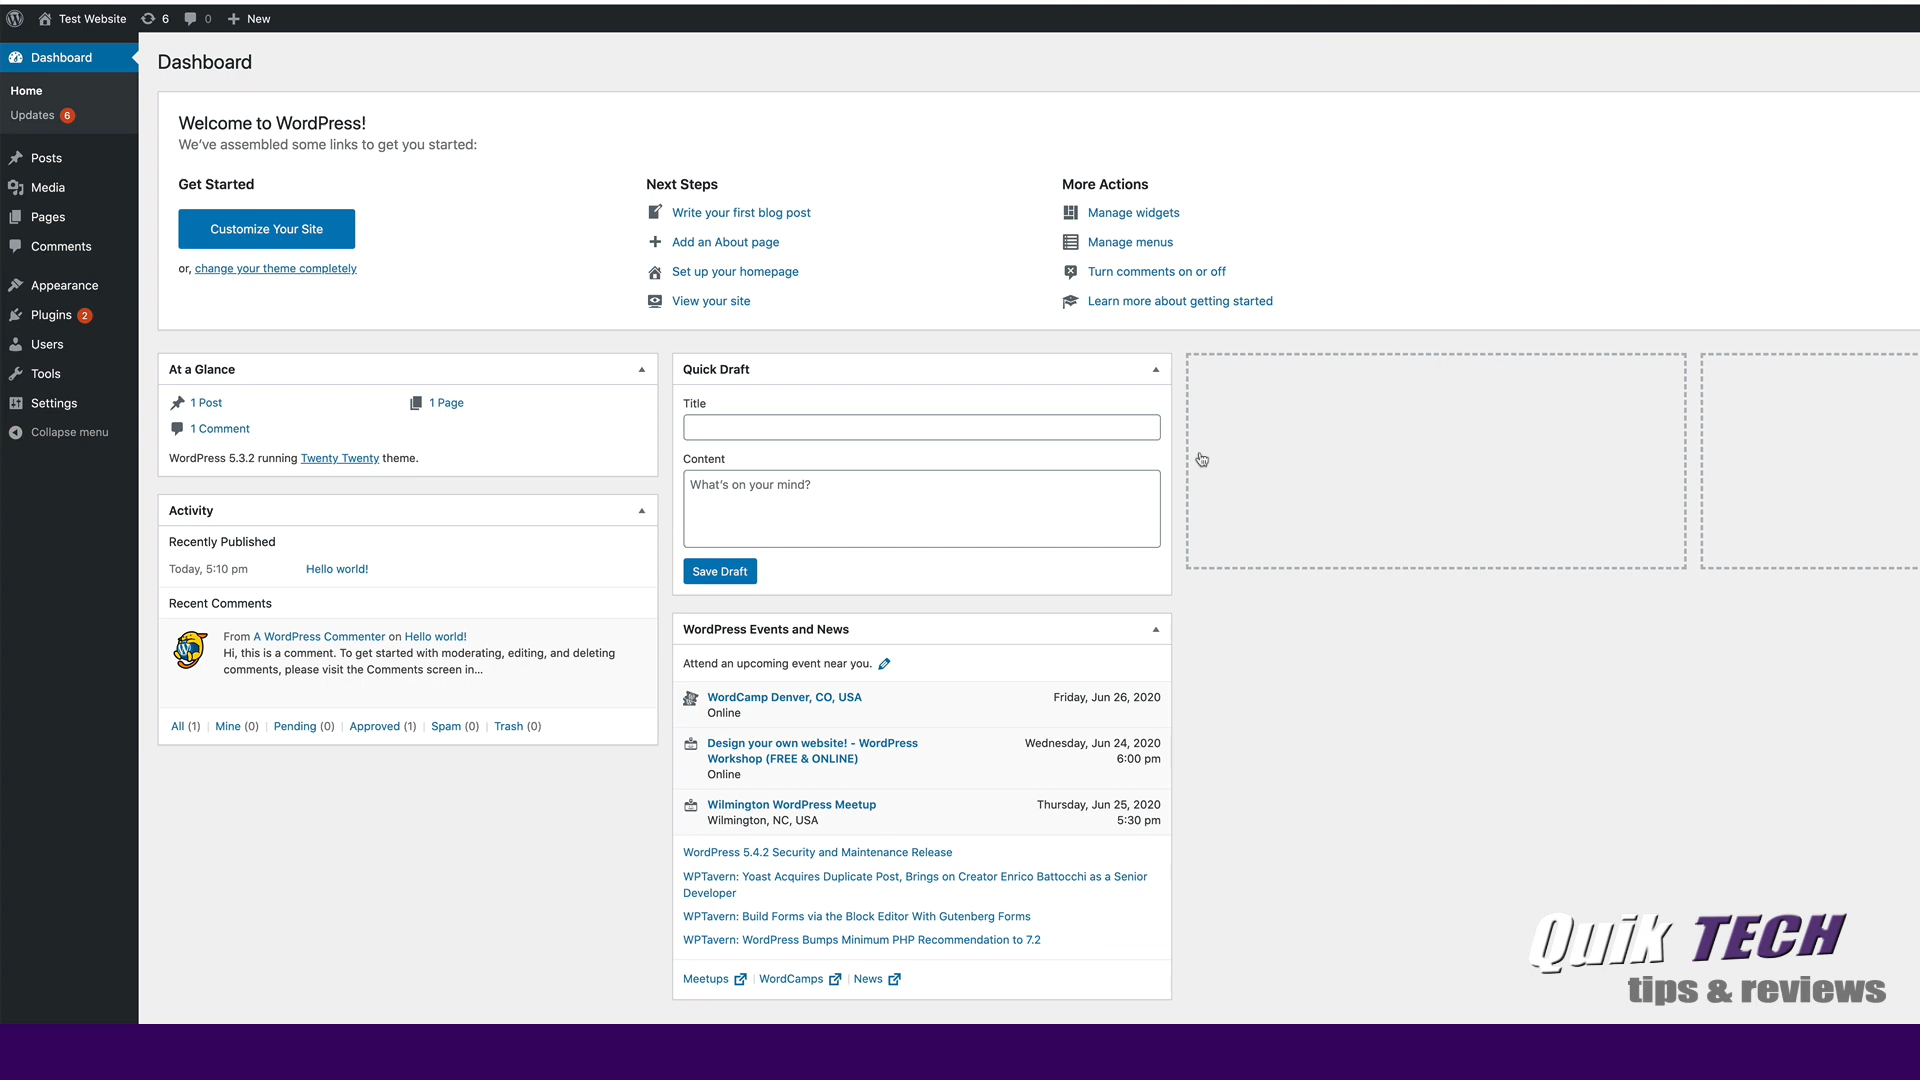 Test Website 6 0 New
Dashboard
Home
Updates 6
Posts
Media
Pages
Comments
Appearance
Plugins 2
Users
Tools
Settings
Collapse menu
Dashboard
Welcome to WordPress!
We've assembled some links to get you started:
Get Started
Customize Your Site
or, change your theme completely
Next Steps
Write your first blog post
Add an About page
Set up your homepage
View your site
More Actions
Manage widgets
Manage menus
Turn comments on or off
Learn more about getting started
At a Glance
1 Post
1 Page
1 Comment
WordPress 5.3.2 running Twenty Twenty theme.
Activity
Recently Published
Today, 5:10 pm Hello world!
Recent Comments
From A WordPress Commenter on Hello world!
Hi, this is a comment. To get started with moderating, editing, and deleting
comments, please visit the Comments screen in...
All (1) | Mine (0) | Pending (0) | Approved (1) | Spam (0) | Trash (0)
Quick Draft
Title
Content
What's on your mind?
Save Draft
WordPress Events and News
Attend an upcoming event near you.
WordCamp Denver, CO, USA Friday, Jun 26, 2020
Online
Design your own website! - WordPress Wednesday, Jun 24, 2020
Workshop (FREE & ONLINE) 6:00 pm
Online
Wilmington WordPress Meetup Thursday, Jun 25, 2020
Wilmington, NC, USA 5:30 pm
WordPress 5.4.2 Security and Maintenance Release
WPTavern: Yoast Acquires Duplicate Post, Brings on Creator Enrico Battocchi as a Senior
Developer
WPTavern: Build Forms via the Block Editor With Gutenberg Forms
WPTavern: WordPress Bumps Minimum PHP Recommendation to 7.2
Meetups | WordCamps | News
Quik TECH
tips & reviews